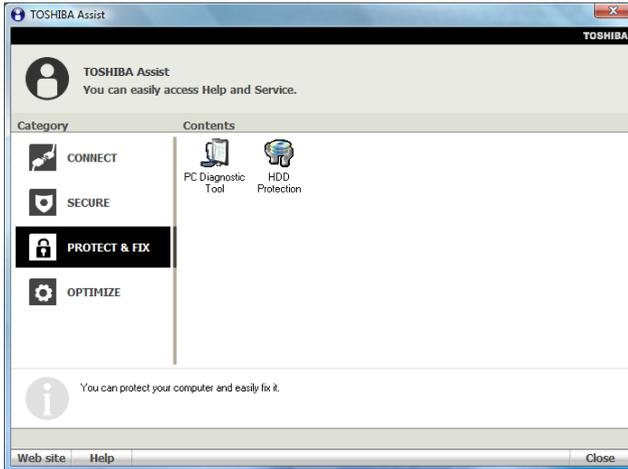 TOSHIBA Assist
TOSHIBA
TOSHIBA Assist
You can easily access Help and Service.
Category
Contents
CONNECT
SECURE
PROTECT & FIX
OPTIMIZE
PC Diagnostic
Tool
HDD
Protection
You can protect your computer and easily fix it.
Web site
Help
Close